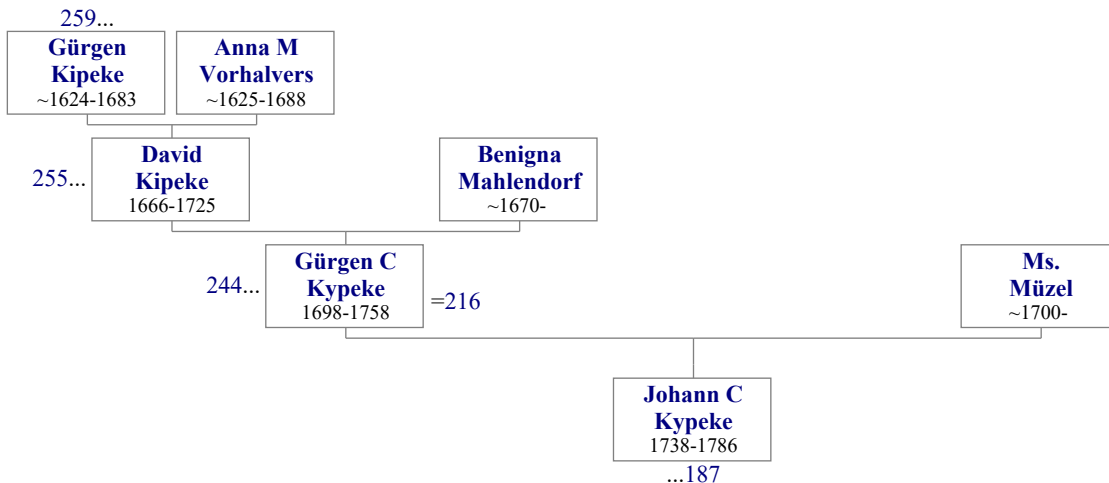 259...
Gürgen
Kipeke
~1624-1683
Anna M
Vorhalvers
~1625-1688
255...
David
Kipeke
1666-1725
Benigna
Mahlendorf
~1670-
244...
Gürgen C
Kypeke
1698-1758
=216
Ms.
Müzel
~1700-
Johann C
Kypeke
1738-1786
...187